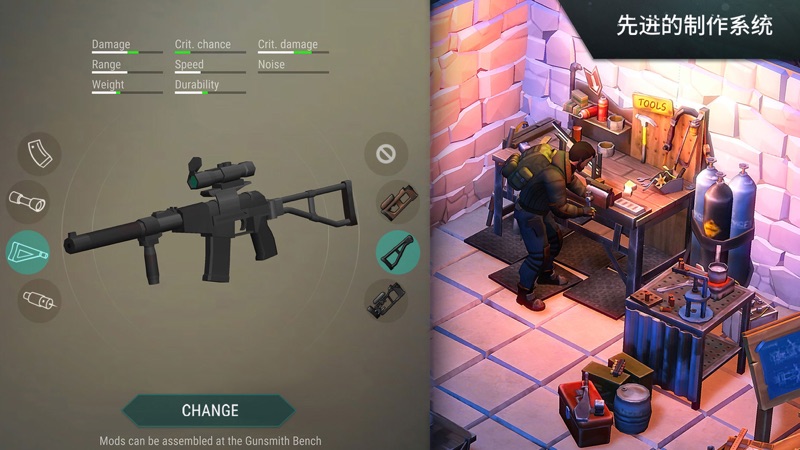 先进的制作系统
Damage Crit. chance Crit. damage
Range Speed Noise
Weight Durability
TOOLS
CHANGE
Mods can be assembled at the Gunsmith Bench